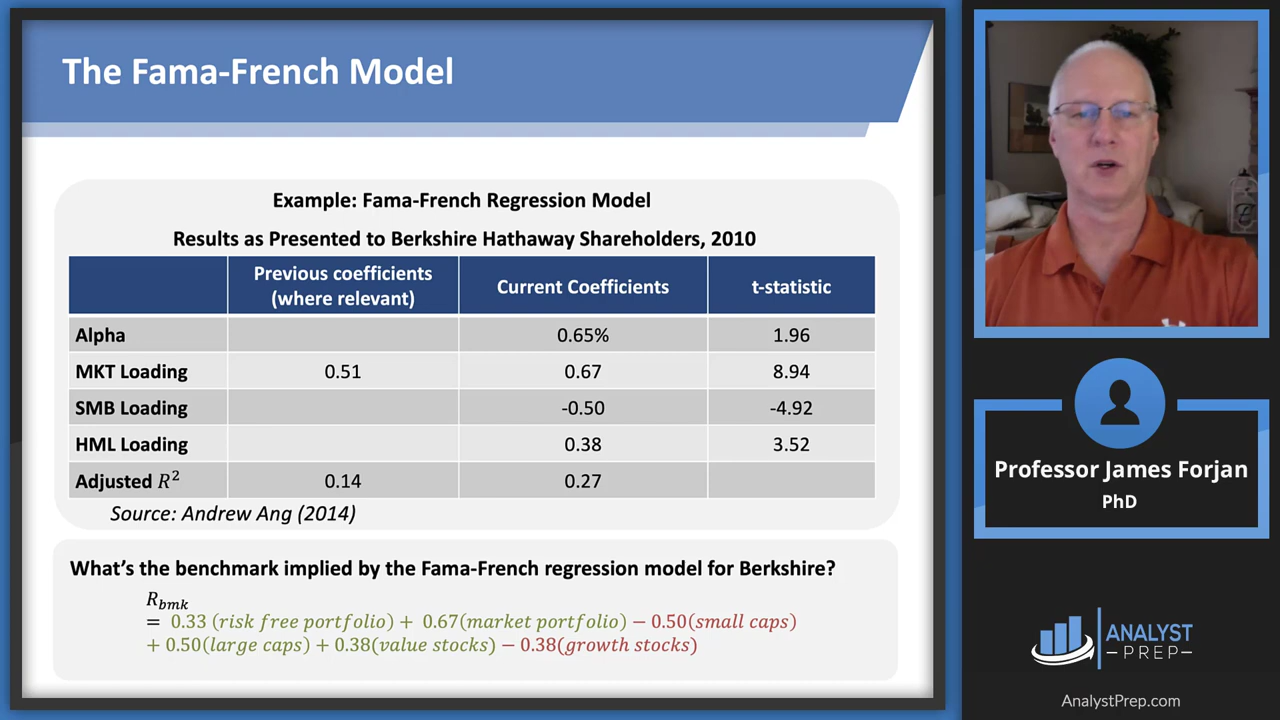 The Fama-French Model
Example: Fama-French Regression Model
Results as Presented to Berkshire Hathaway Shareholders, 2010
Previous coefficients (where relevant) Current Coefficients t-statistic
Alpha 0.65% 1.96
MKT Loading 0.51 0.67 8.94
SMB Loading -0.50 -4.92
HML Loading 0.38 3.52
Adjusted R² 0.14 0.27
Source: Andrew Ang (2014)
What's the benchmark implied by the Fama-French regression model for Berkshire?
R_bmk
= 0.33 (risk free portfolio) + 0.67(market portfolio) − 0.50(small caps)
+ 0.50(large caps) + 0.38(value stocks) − 0.38(growth stocks)
Professor James Forjan
PhD
ANALYST
PREP
AnalystPrep.com